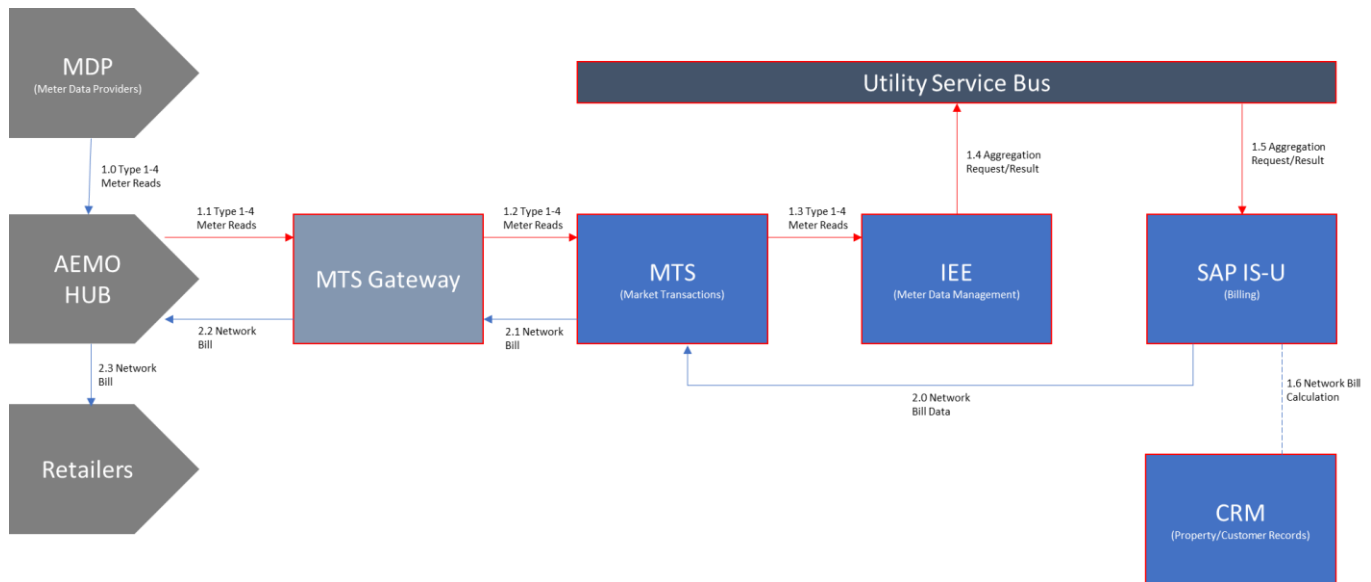 MDP
(Meter Data Providers)
Utility Service Bus
1.0 Type 1-4
Meter Reads
1.4 Aggregation
Request/Result
1.5 Aggregation
Request/Result
1.1 Type 1-4
Meter Reads
1.2 Type 1-4
Meter Reads
1.3 Type 1-4
Meter Reads
AEMO
HUB
MTS Gateway
MTS
(Market Transactions)
IEE
(Meter Data Management)
SAP IS-U
(Billing)
2.2 Network
Bill
2.1 Network
Bill
2.3 Network
Bill
2.0 Network
Bill Data
1.6 Network Bill
Calculation
Retailers
CRM
(Property/Customer Records)